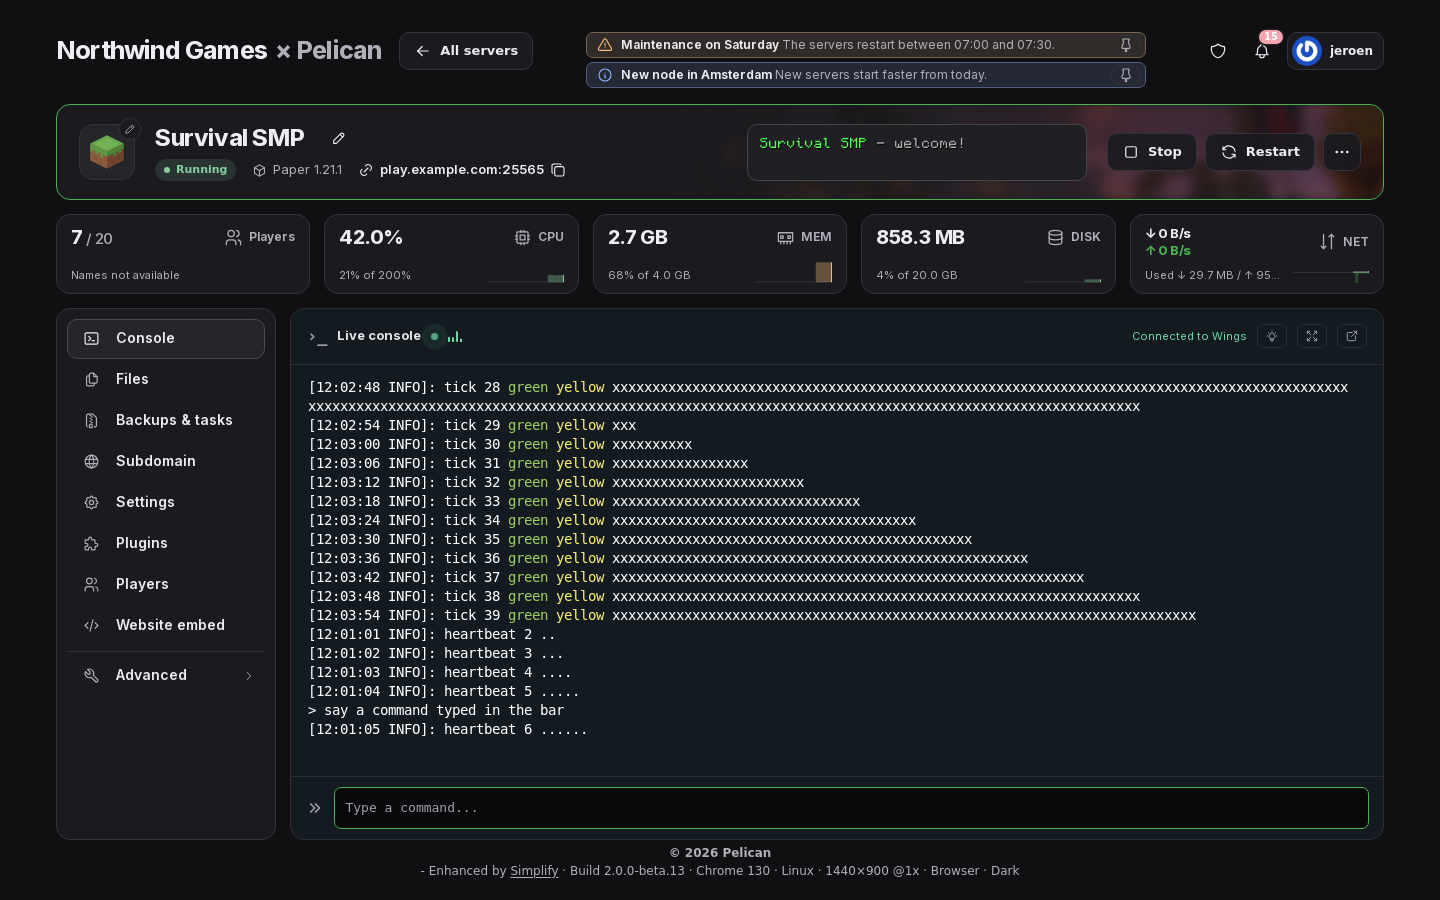 Northwind Games × Pelican
All servers
Maintenance on Saturday The servers restart between 07:00 and 07:30.
New node in Amsterdam New servers start faster from today.
15
jeroen
Survival SMP
Running
Paper 1.21.1
play.example.com:25565
Survival SMP - welcome!
Stop
Restart
7 / 20
Players
Names not available
42.0%
CPU
21% of 200%
2.7 GB
MEM
68% of 4.0 GB
858.3 MB
DISK
4% of 20.0 GB
↓ 0 B/s
↑ 0 B/s
NET
Used ↓ 29.7 MB / ↑ 95...
Console
Files
Backups & tasks
Subdomain
Settings
Plugins
Players
Website embed
Advanced
Live console
Connected to Wings
[12:02:48 INFO]: tick 28 green yellow xxxxxxxxxxxxxxxxxxxxxxxxxxxxxxxxxxxxxxxxxxxxxxxxxxxxxxxxxxxxxxxxxxxxxxxxxxxxxxxxxxxxxxxxxxxx
xxxxxxxxxxxxxxxxxxxxxxxxxxxxxxxxxxxxxxxxxxxxxxxxxxxxxxxxxxxxxxxxxxxxxxxxxxxxxxxxxxxxxxxxxxxxxxxxxxxxxxxx
[12:02:54 INFO]: tick 29 green yellow xxx
[12:03:00 INFO]: tick 30 green yellow xxxxxxxxxx
[12:03:06 INFO]: tick 31 green yellow xxxxxxxxxxxxxxxxx
[12:03:12 INFO]: tick 32 green yellow xxxxxxxxxxxxxxxxxxxxxxxx
[12:03:18 INFO]: tick 33 green yellow xxxxxxxxxxxxxxxxxxxxxxxxxxxxxxx
[12:03:24 INFO]: tick 34 green yellow xxxxxxxxxxxxxxxxxxxxxxxxxxxxxxxxxxxxxx
[12:03:30 INFO]: tick 35 green yellow xxxxxxxxxxxxxxxxxxxxxxxxxxxxxxxxxxxxxxxxxxxxx
[12:03:36 INFO]: tick 36 green yellow xxxxxxxxxxxxxxxxxxxxxxxxxxxxxxxxxxxxxxxxxxxxxxxxxxxx
[12:03:42 INFO]: tick 37 green yellow xxxxxxxxxxxxxxxxxxxxxxxxxxxxxxxxxxxxxxxxxxxxxxxxxxxxxxxxxxx
[12:03:48 INFO]: tick 38 green yellow xxxxxxxxxxxxxxxxxxxxxxxxxxxxxxxxxxxxxxxxxxxxxxxxxxxxxxxxxxxxxxxxxx
[12:03:54 INFO]: tick 39 green yellow xxxxxxxxxxxxxxxxxxxxxxxxxxxxxxxxxxxxxxxxxxxxxxxxxxxxxxxxxxxxxxxxxxxxxxxxx
[12:01:01 INFO]: heartbeat 2 ..
[12:01:02 INFO]: heartbeat 3 ...
[12:01:03 INFO]: heartbeat 4 ....
[12:01:04 INFO]: heartbeat 5 .....
> say a command typed in the bar
[12:01:05 INFO]: heartbeat 6 ......
Type a command...
© 2026 Pelican
- Enhanced by Simplify · Build 2.0.0-beta.13 · Chrome 130 · Linux · 1440×900 @1x · Browser · Dark